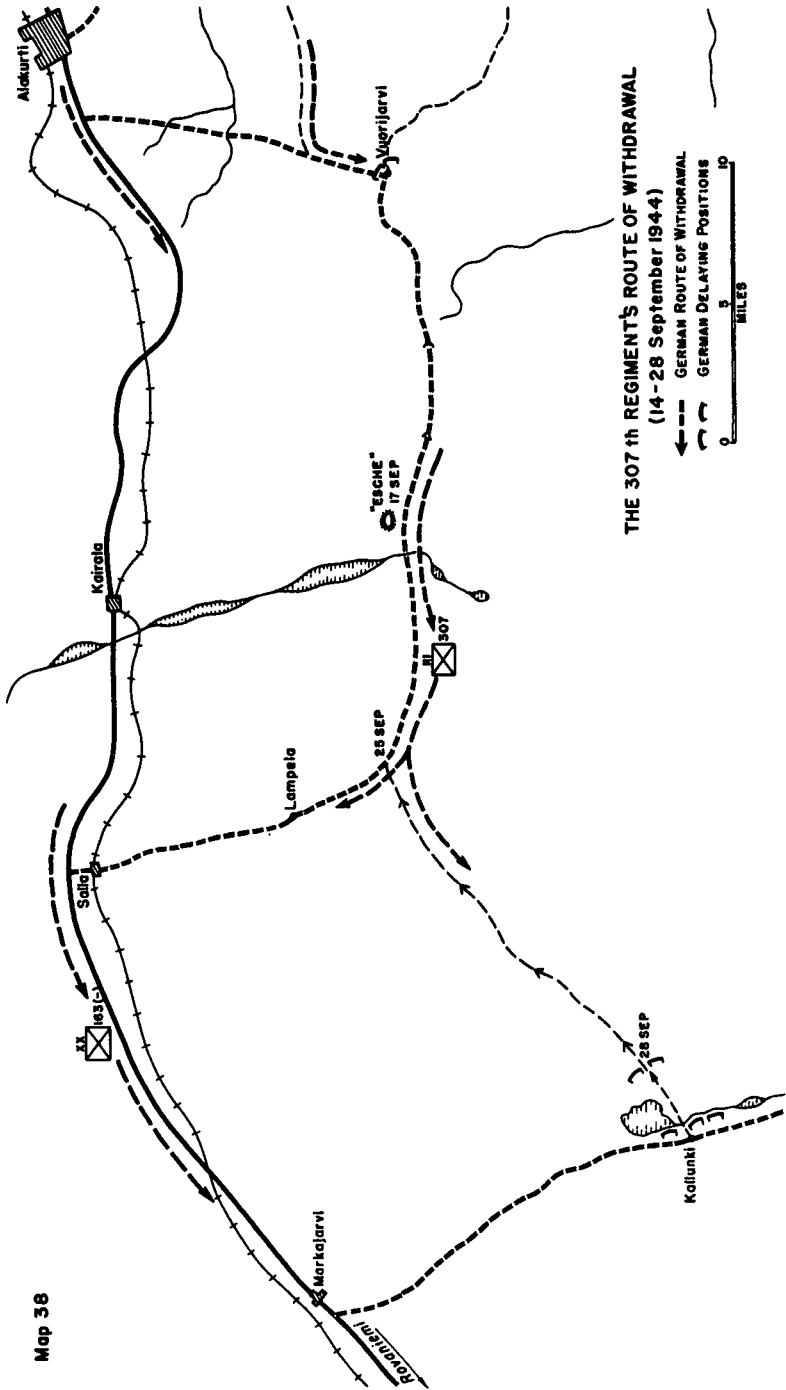 Map 38
Alakurti
Vuorijarvi
Kairala
"ESCHE"
17 SEP
III
307
25 SEP
Lampela
Salla
XX
163(-)
28 SEP
Kallunki
Markajarvi
Rovaniemi
THE 307th REGIMENT'S ROUTE OF WITHDRAWAL
(14-28 September 1944)
GERMAN ROUTE OF WITHDRAWAL
GERMAN DELAYING POSITIONS
0 5 10
MILES